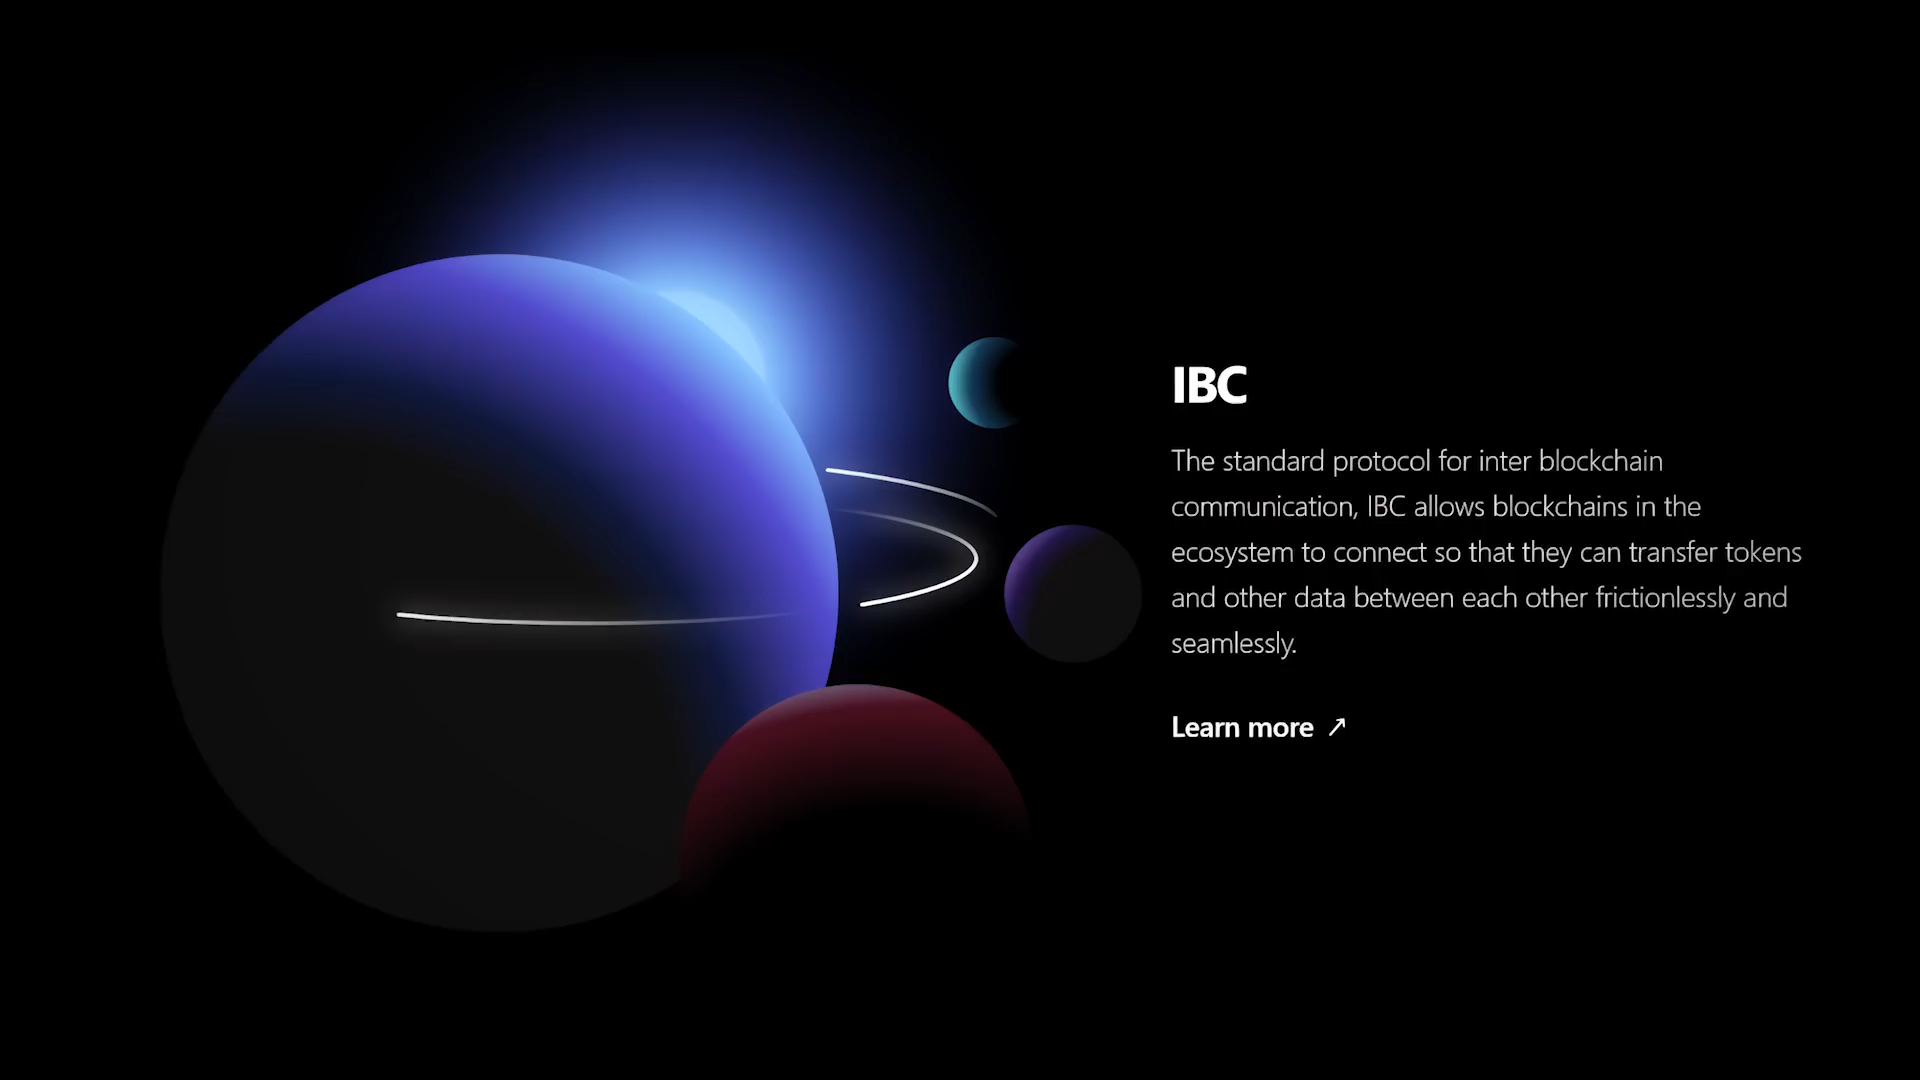 IBC
The standard protocol for inter blockchain
communication, IBC allows blockchains in the
ecosystem to connect so that they can transfer tokens
and other data between each other frictionlessly and
seamlessly.
Learn more ↗